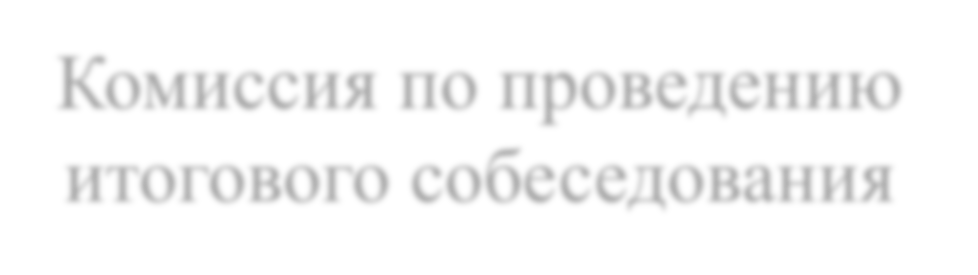 Комиссия по проведению
итогового собеседования